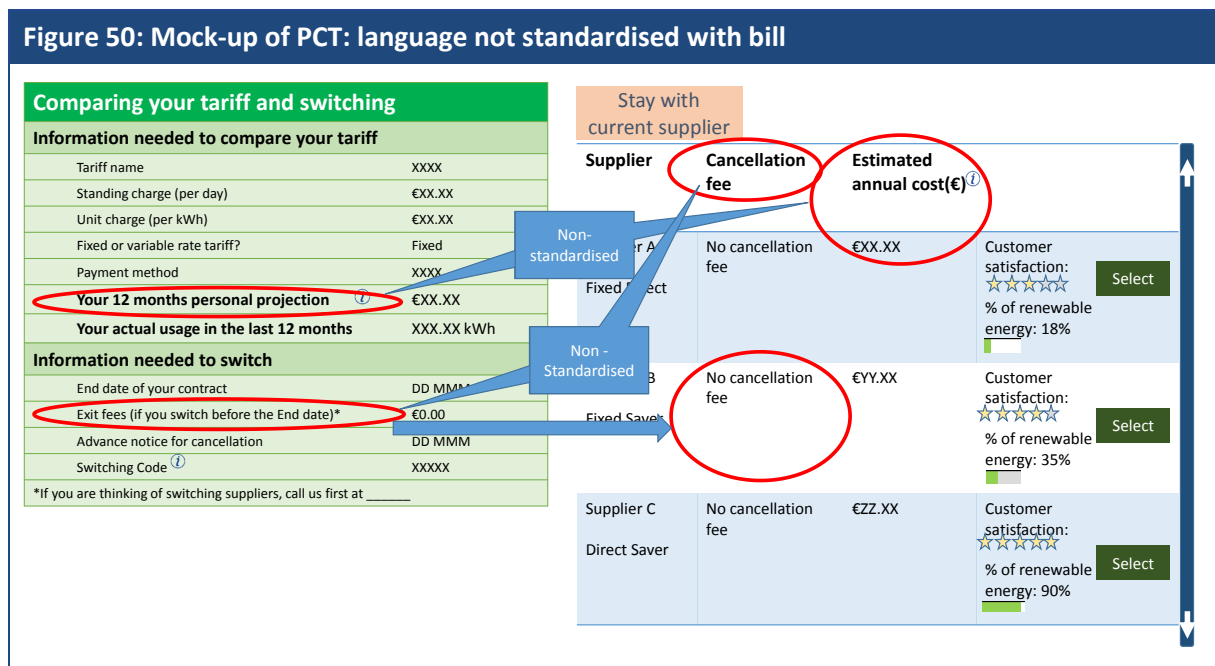 Figure 50: Mock-up of PCT: language not standardised with bill
Comparing your tariff and switching
Information needed to compare your tariff
Tariff name XXXX
Standing charge (per day) €XX.XX
Unit charge (per kWh) €XX.XX
Fixed or variable rate tariff? Fixed
Payment method XXXX
Your 12 months personal projection i €XX.XX
Your actual usage in the last 12 months XXX.XX kWh
Information needed to switch
End date of your contract DD MMM
Exit fees (if you switch before the End date)* €0.00
Advance notice for cancellation DD MMM
Switching Code i XXXXX
*If you are thinking of switching suppliers, call us first at ______
Non-
standardised
Non -
Standardised
Stay with
current supplier
Supplier Cancellation Estimated
fee annual cost(€) i
A No cancellation €XX.XX Customer
fee satisfaction:
Fixed Select
% of renewable
energy: 18%
B No cancellation €YY.XX Customer
fee satisfaction:
Fixed Saver Select
% of renewable
energy: 35%
Supplier C No cancellation €ZZ.XX Customer
fee satisfaction:
Direct Saver Select
% of renewable
energy: 90%